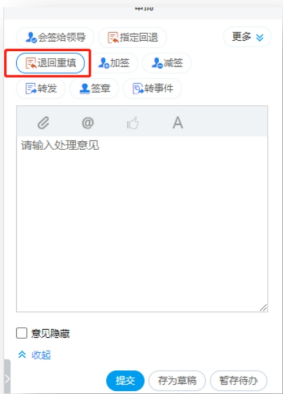 会签给领导 指定回退 更多
退回重填 加签 减签
转发 签章 转事件
@ A
请输入处理意见
意见隐藏
收起
提交 存为草稿 暂存待办